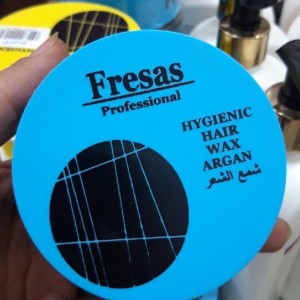 Fresas
Professional
HYGIENIC
HAIR
WAX
ARGAN
شمع الشعر